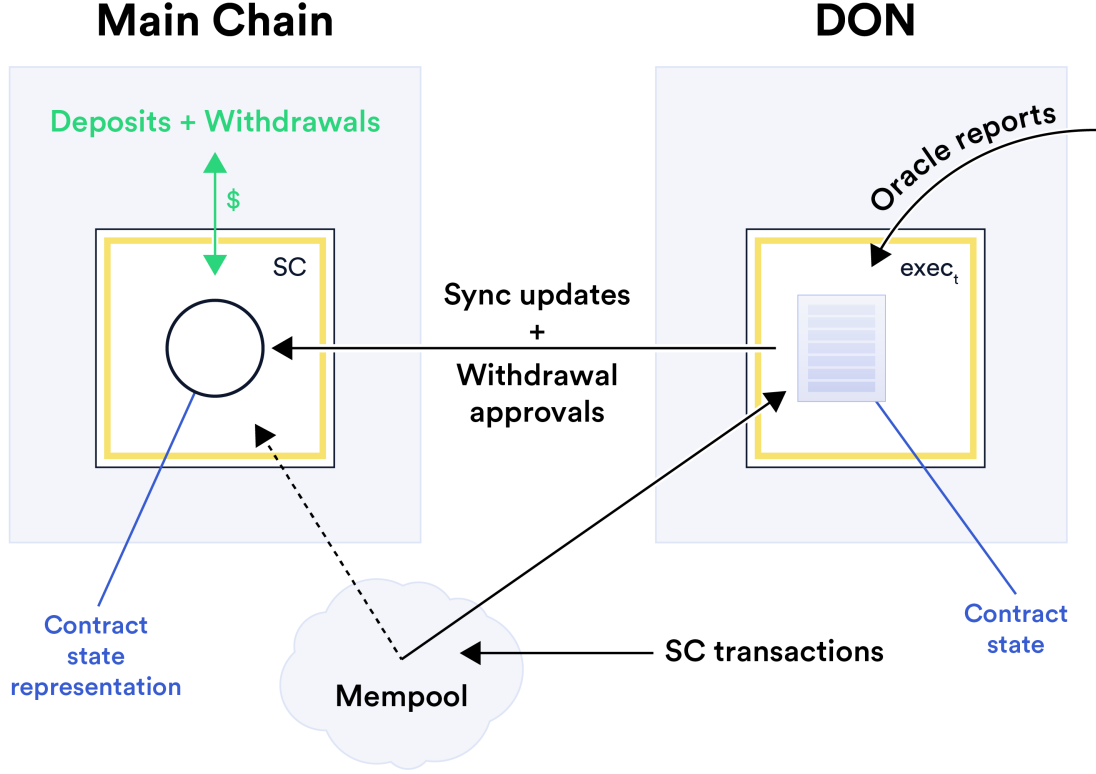 Main Chain
DON
Deposits + Withdrawals
$
Oracle reports
SC
exec_t
Sync updates
+
Withdrawal
approvals
Contract
state
representation
Contract
state
SC transactions
Mempool